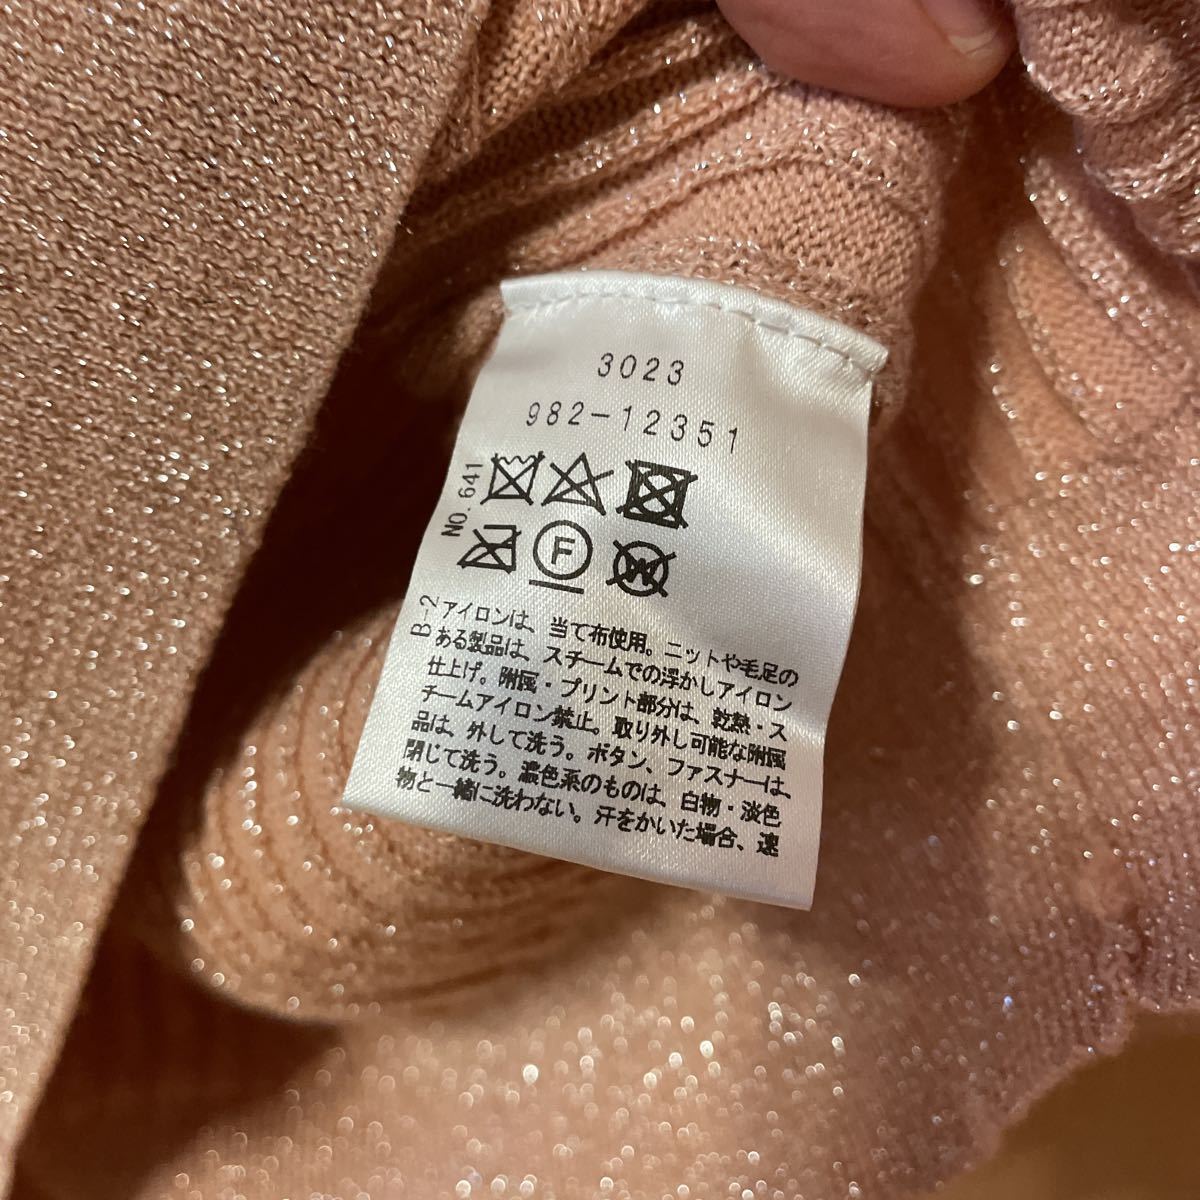 3023
982-12351
NO. 641
F
W
B-2
アイロンは、当て布使用。ニットや毛足の
ある製品は、スチームでの浮かしアイロン
仕上げ。附属・プリント部分は、乾熱・ス
チームアイロン禁止。取り外し可能な附属
品は、外して洗う。ボタン、ファスナーは、
閉じて洗う。濃色系のものは、白物・淡色
物と一緒に洗わない。汗をかいた場合、速